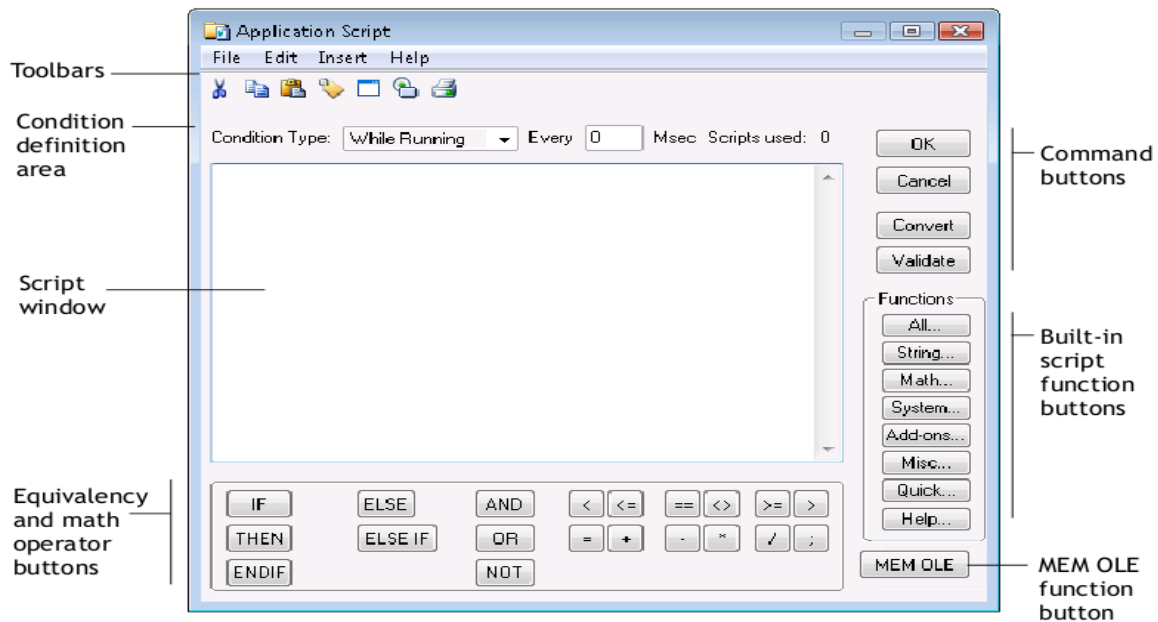 Application Script
File Edit Insert Help
Toolbars
Condition
definition
area
Condition Type: While Running Every 0 Msec Scripts used: 0
OK
Cancel
Convert
Validate
Command
buttons
Script
window
Functions
All...
String...
Math...
System...
Add-ons...
Misc...
Quick...
Help...
Built-in
script
function
buttons
Equivalency
and math
operator
buttons
IF ELSE AND < <= == <> >= >
THEN ELSE IF OR = + - * / ;
ENDIF NOT
MEM OLE
MEM OLE
function
button